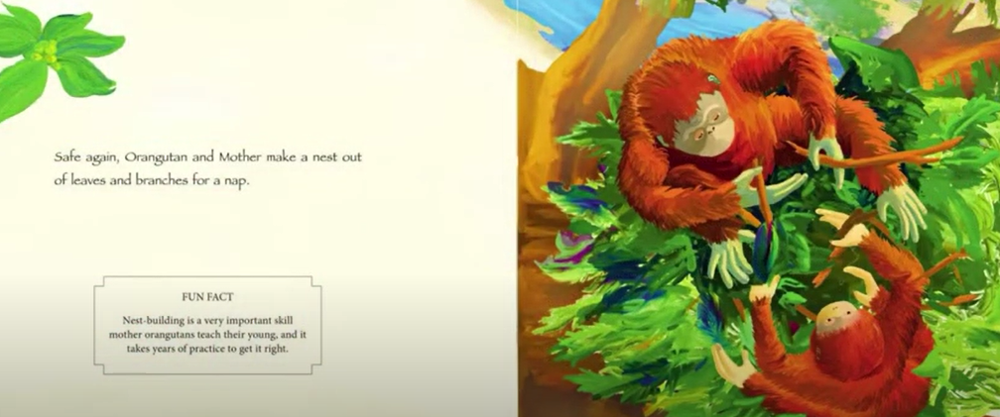 Safe again, Orangutan and Mother make a nest out
of leaves and branches for a nap.
FUN FACT
Nest-building is a very important skill
mother orangutans teach their young, and it
takes years of practice to get it right.